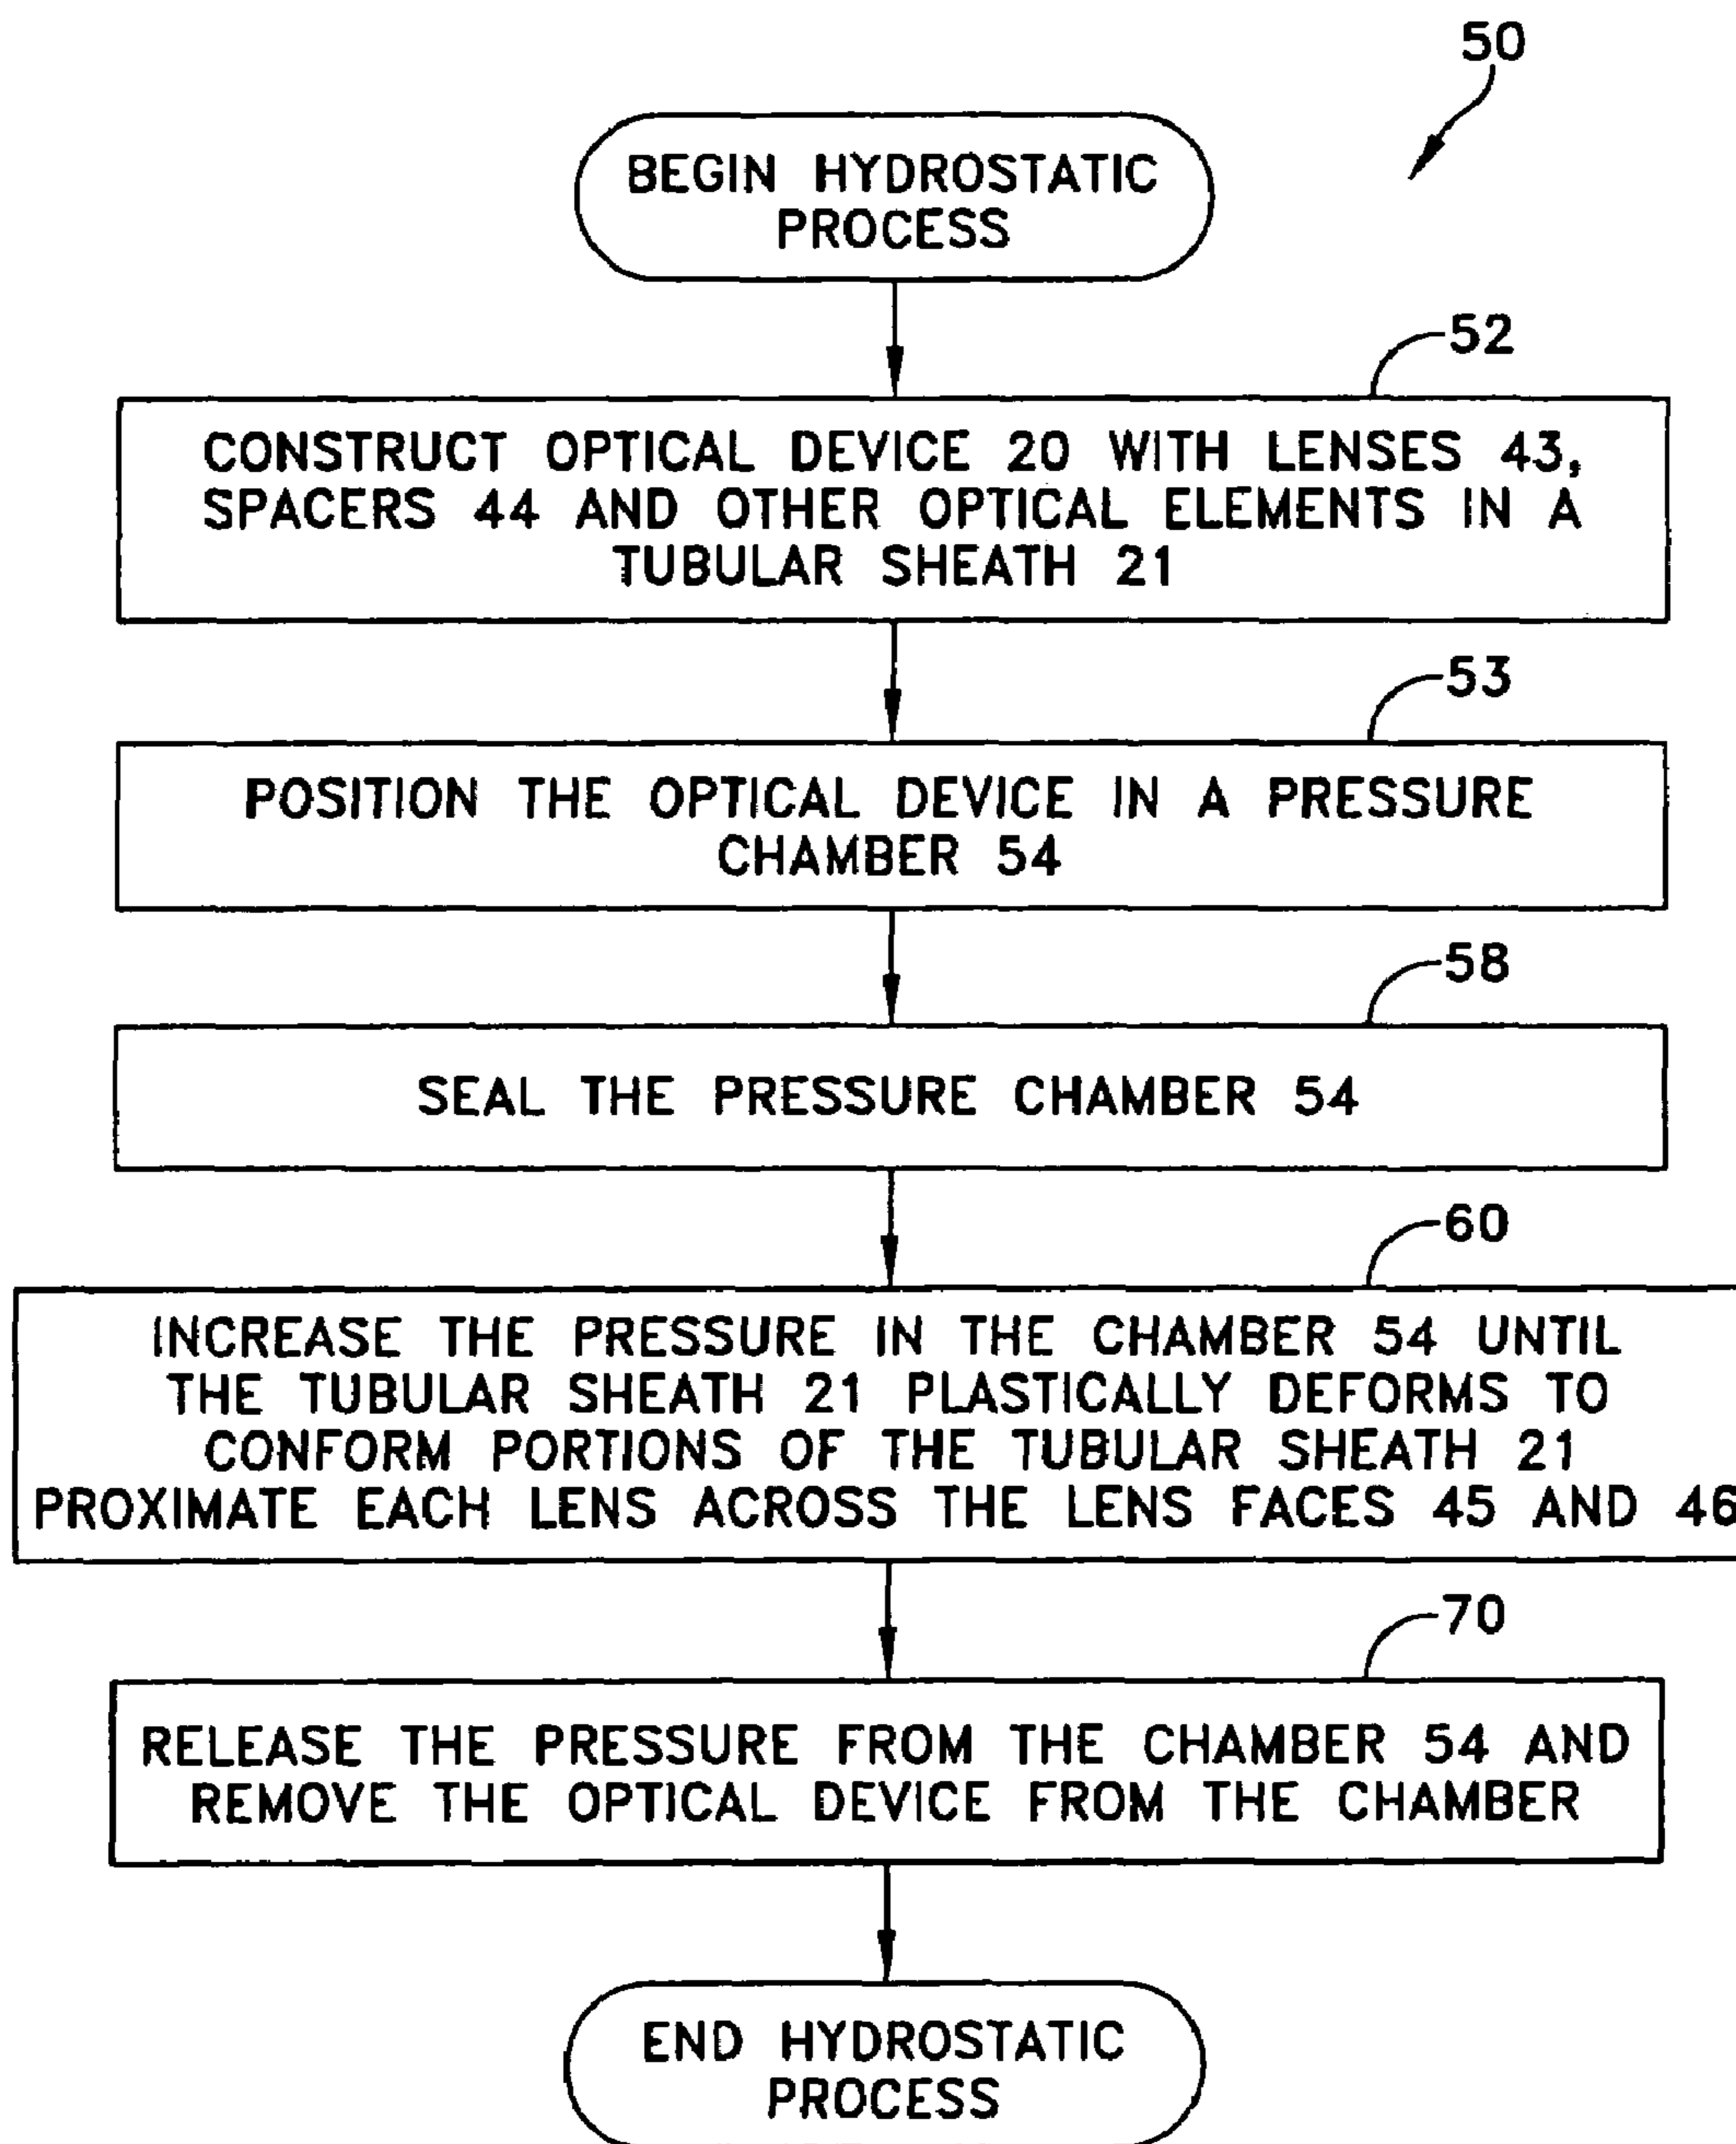 50
BEGIN HYDROSTATIC
PROCESS
52
CONSTRUCT OPTICAL DEVICE 20 WITH LENSES 43,
SPACERS 44 AND OTHER OPTICAL ELEMENTS IN A
TUBULAR SHEATH 21
53
POSITION THE OPTICAL DEVICE IN A PRESSURE
CHAMBER 54
58
SEAL THE PRESSURE CHAMBER 54
60
INCREASE THE PRESSURE IN THE CHAMBER 54 UNTIL
THE TUBULAR SHEATH 21 PLASTICALLY DEFORMS TO
CONFORM PORTIONS OF THE TUBULAR SHEATH 21
PROXIMATE EACH LENS ACROSS THE LENS FACES 45 AND 46
70
RELEASE THE PRESSURE FROM THE CHAMBER 54 AND
REMOVE THE OPTICAL DEVICE FROM THE CHAMBER
END HYDROSTATIC
PROCESS